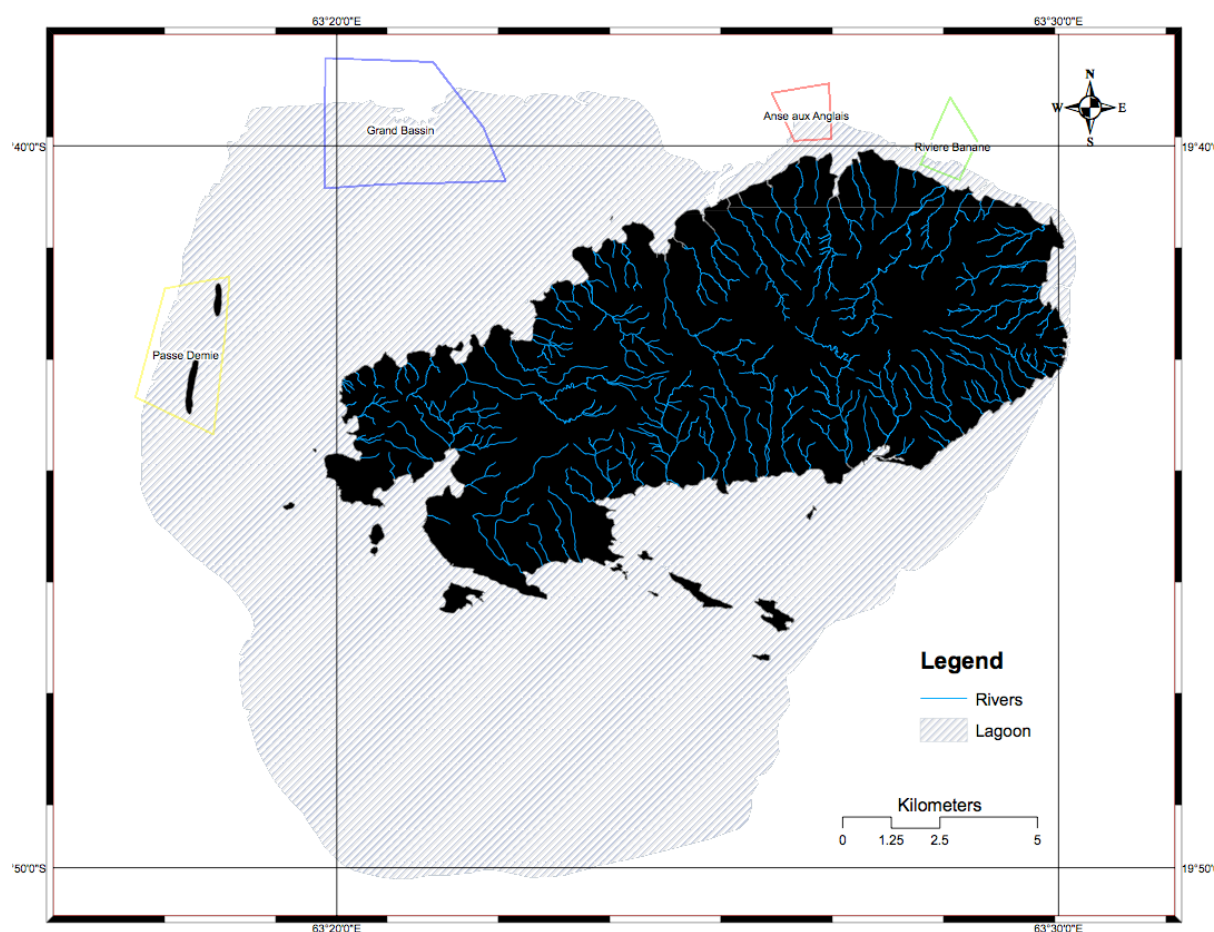 63°20'0"E
63°30'0"E
N
W
E
S
Grand Bassin
Anse aux Anglais
Riviere Banane
'40'0"S
19°40'
Passe Demie
Legend
Rivers
Lagoon
Kilometers
0
1.25
2.5
5
'50'0"S
19°50'
63°20'0"E
63°30'0"E